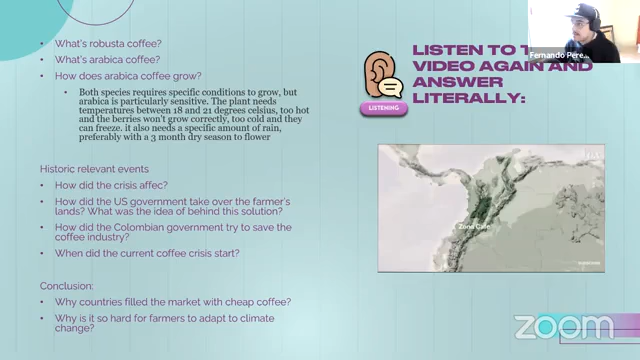 • What's robusta coffee?
• What's arabica coffee?
• How does arabica coffee grow?
• Both species requires specific conditions to grow, but
arabica is particularly sensitive. The plant needs
temperatures between 18 and 21 degrees celsius, too hot
and the berries won't grow correctly, too cold and they
can freeze. it also needs a specific amount of rain,
preferably with a 3 month dry season to flower
Historic relevant events
• How did the crisis affec?
• How did the US government take over the farmer's
lands? What was the idea of behind this solution?
• How did the Colombian government try to save the
coffee industry?
• When did the current coffee crisis start?
Conclusion:
• Why countries filled the market with cheap coffee?
• Why is it so hard for farmers to adapt to climate
change?
LISTENING
LISTEN TO T
VIDEO AGAIN AND
ANSWER
LITERALLY:
Fernando Pere...
Zona Cafe
zoom